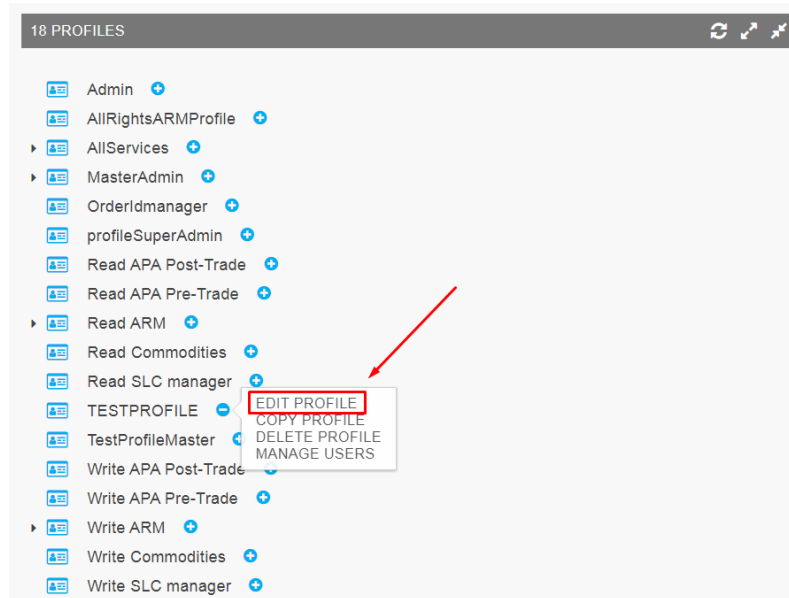 18 PROFILES
Admin
AllRightsARMProfile
AllServices
MasterAdmin
OrderIdmanager
profileSuperAdmin
Read APA Post-Trade
Read APA Pre-Trade
Read ARM
Read Commodities
Read SLC manager
TESTPROFILE
EDIT PROFILE
COPY PROFILE
DELETE PROFILE
MANAGE USERS
TestProfileMaster
Write APA Post-Trade
Write APA Pre-Trade
Write ARM
Write Commodities
Write SLC manager